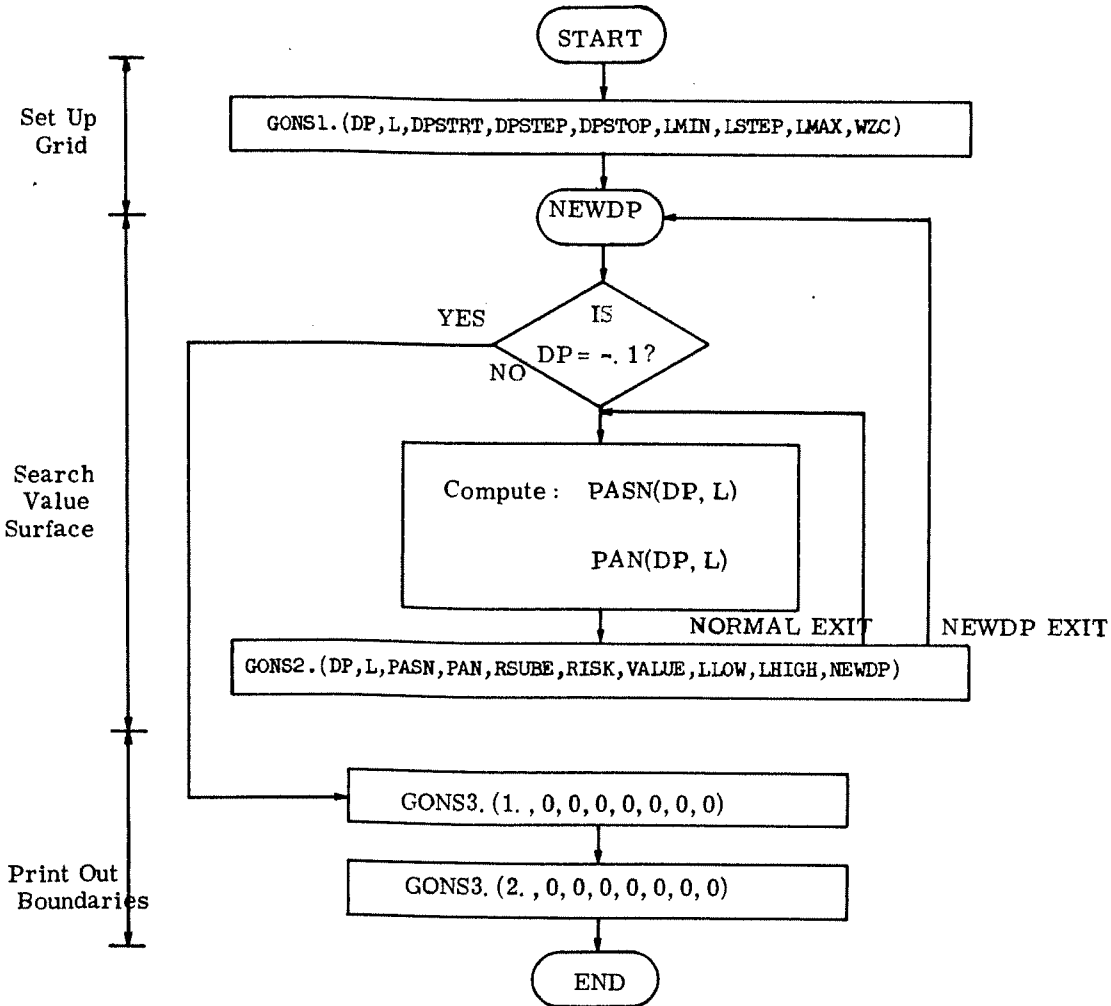 START
Set Up
Grid
GONS1.(DP,L,DPSTRT,DPSTEP,DPSTOP,LMIN,LSTEP,LMAX,WZC)
NEWDP
YES
IS
DP = -.1?
NO
Search
Value
Surface
Compute: PASN(DP, L)
PAN(DP, L)
NORMAL EXIT
NEWDP EXIT
GONS2.(DP,L,PASN,PAN,RSUBE,RISK,VALUE,LLOW,LHIGH,NEWDP)
GONS3.(1.,0,0,0,0,0,0,0)
Print Out
Boundaries
GONS3.(2.,0,0,0,0,0,0,0)
END